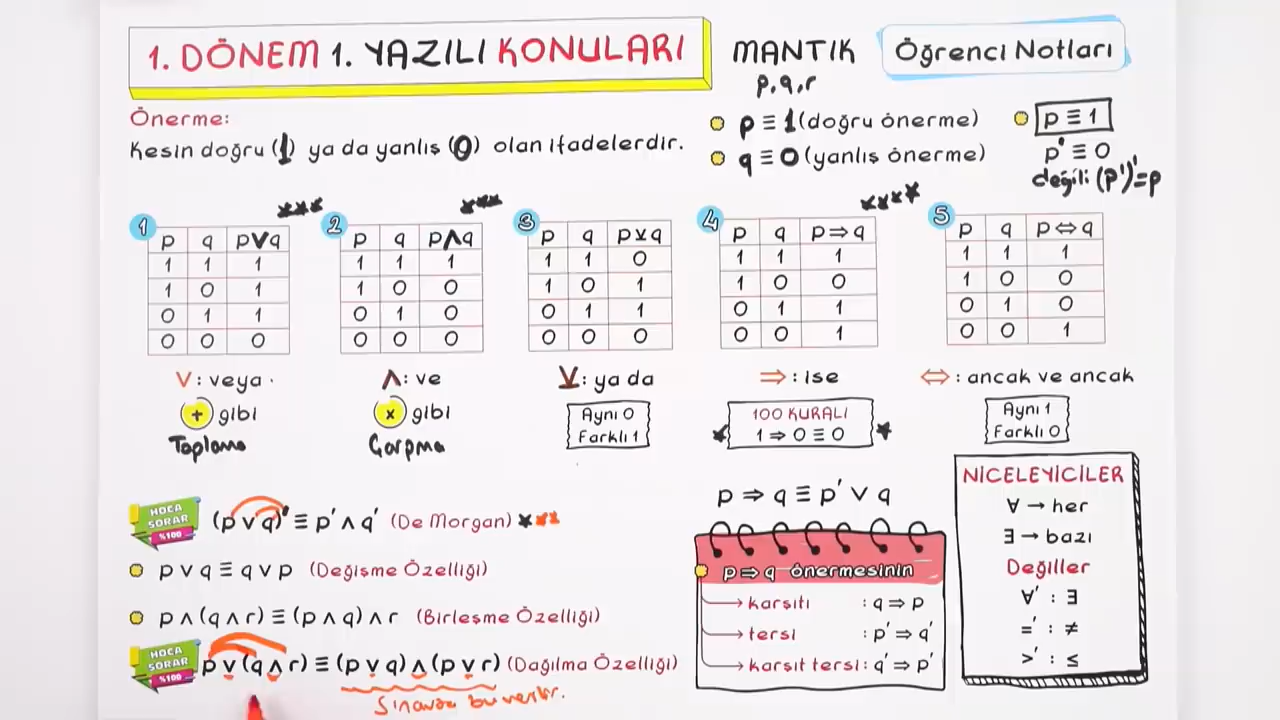 1. DÖNEM 1. YAZILI KONULARI
MANTIK
Öğrenci Notları
p,q,r
Önerme:
Kesin doğru (1) ya da yanlış (0) olan ifadelerdir.
p ≡ 1 (doğru önerme)
q ≡ 0 (yanlış önerme)
p ≡ 1
p' ≡ 0
değili (p')'=p
1
p q p∨q
1 1 1
1 0 1
0 1 1
0 0 0
∨: veya
+ gibi
Toplama
2
p q p∧q
1 1 1
1 0 0
0 1 0
0 0 0
∧: ve
x gibi
Çarpma
3
p q p⊻q
1 1 0
1 0 1
0 1 1
0 0 0
⊻: ya da
Aynı 0
Farklı 1
4
p q p⇒q
1 1 1
1 0 0
0 1 1
0 0 1
⇒: ise
100 KURALI
1 ⇒ 0 ≡ 0
5
p q p⇔q
1 1 1
1 0 0
0 1 0
0 0 1
⇔: ancak ve ancak
Aynı 1
Farklı 0
HOCA
SORAR
%100
(p ∨ q)' ≡ p' ∧ q' (De Morgan)
p ∨ q ≡ q ∨ p (Değişme Özelliği)
p ∧ (q ∧ r) ≡ (p ∧ q) ∧ r (Birleşme Özelliği)
HOCA
SORAR
%100
p ∨ (q ∧ r) ≡ (p ∨ q) ∧ (p ∨ r) (Dağılma Özelliği)
p ⇒ q ≡ p' ∨ q
p ⇒ q önermesinin
karşıtı : q ⇒ p
tersi : p' ⇒ q'
karşıt tersi : q' ⇒ p'
NİCELEYİCİLER
∀ → her
∃ → bazı
Değiller
∀' : ∃
=' : ≠
>' : ≤